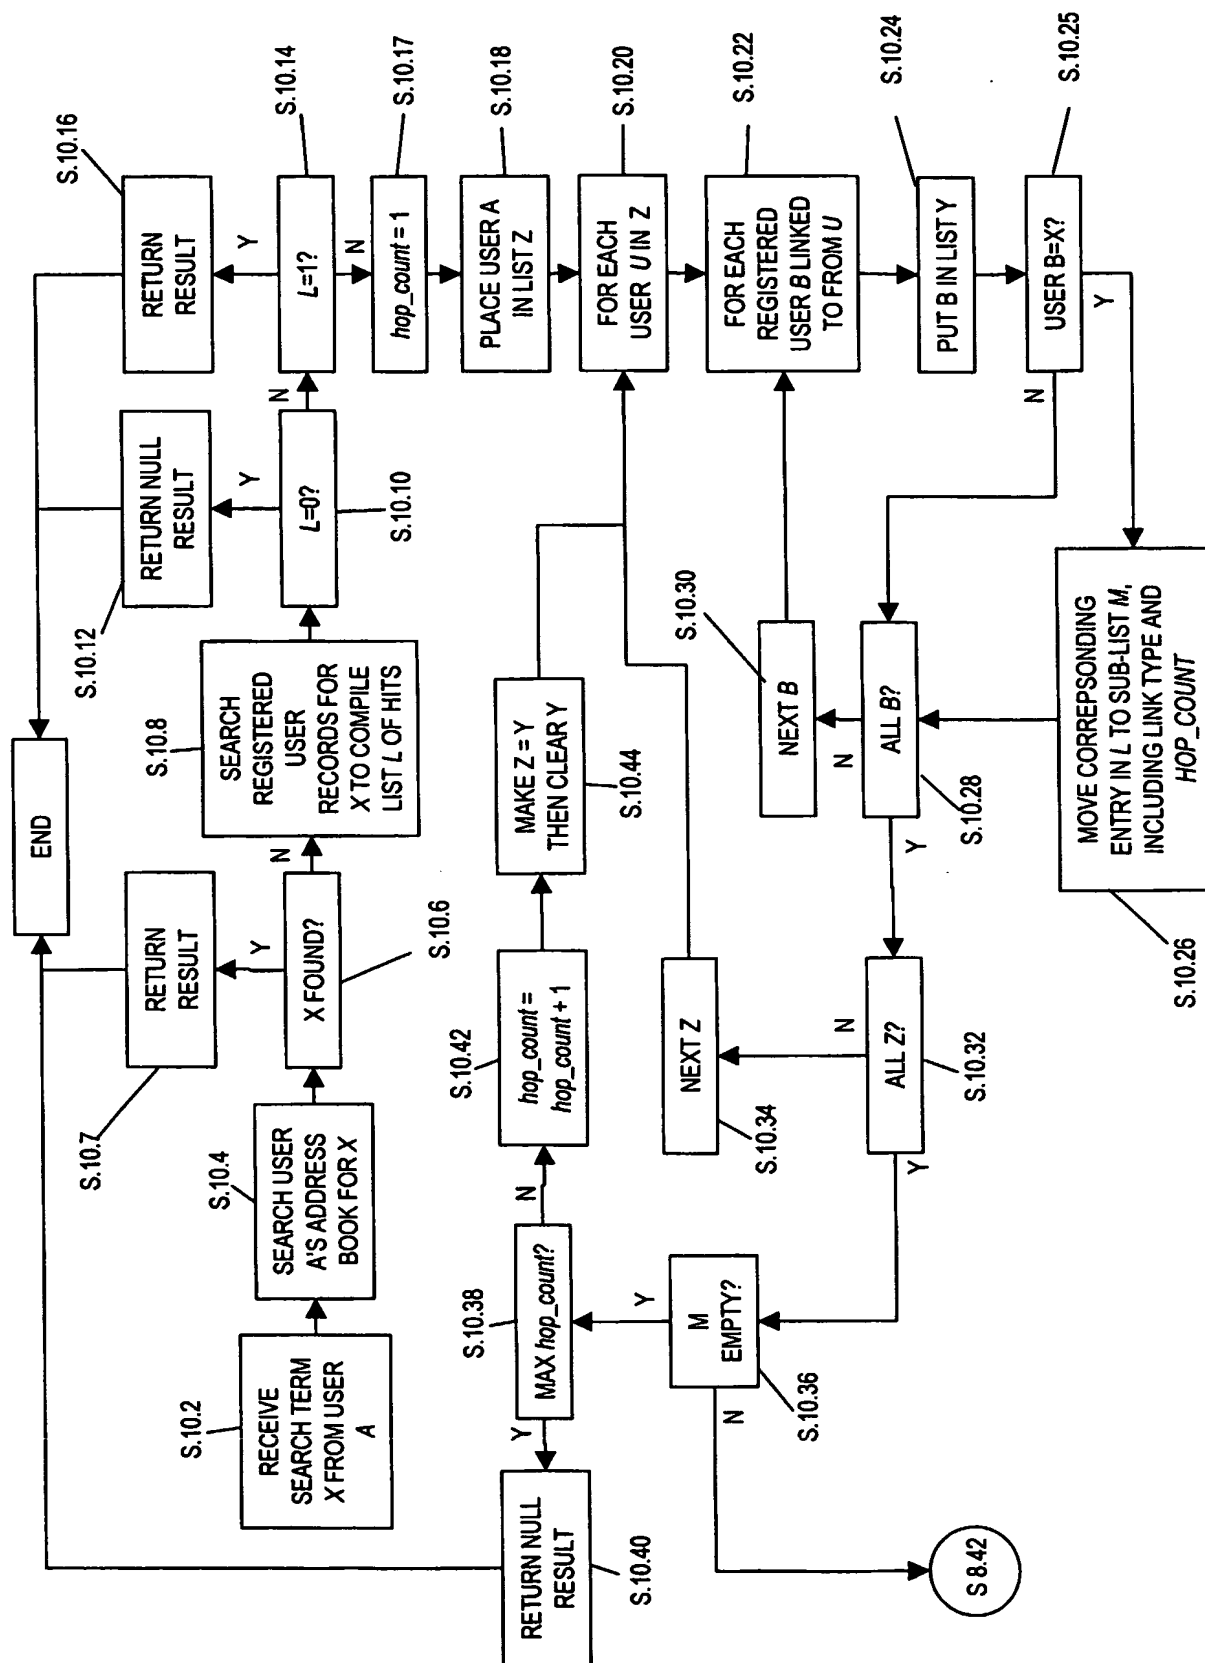 S.10.2
RECEIVE
SEARCH TERM
X FROM USER
A
S.10.4
SEARCH USER
A'S ADDRESS
BOOK FOR X
S.10.6
X FOUND?
Y
N
S.10.7
RETURN
RESULT
END
S.10.8
SEARCH
REGISTERED
USER
RECORDS FOR
X TO COMPILE
LIST L OF HITS
S.10.10
L=0?
Y
N
S.10.12
RETURN NULL
RESULT
S.10.14
L=1?
Y
N
S.10.16
RETURN
RESULT
S.10.17
hop_count = 1
S.10.18
PLACE USER A
IN LIST Z
S.10.20
FOR EACH
USER U IN Z
S.10.22
FOR EACH
REGISTERED
USER B LINKED
TO FROM U
S.10.24
PUT B IN LIST Y
S.10.25
USER B=X?
N
Y
S.10.26
MOVE CORREPSONDING
ENTRY IN L TO SUB-LIST M,
INCLUDING LINK TYPE AND
HOP_COUNT
S.10.28
ALL B?
N
Y
S.10.30
NEXT B
S.10.32
ALL Z?
N
Y
S.10.34
NEXT Z
S.10.36
M
EMPTY?
Y
N
S.10.38
MAX hop_count?
Y
N
S.10.40
RETURN NULL
RESULT
S.10.42
hop_count =
hop_count + 1
S.10.44
MAKE Z = Y
THEN CLEAR Y
S 8.42